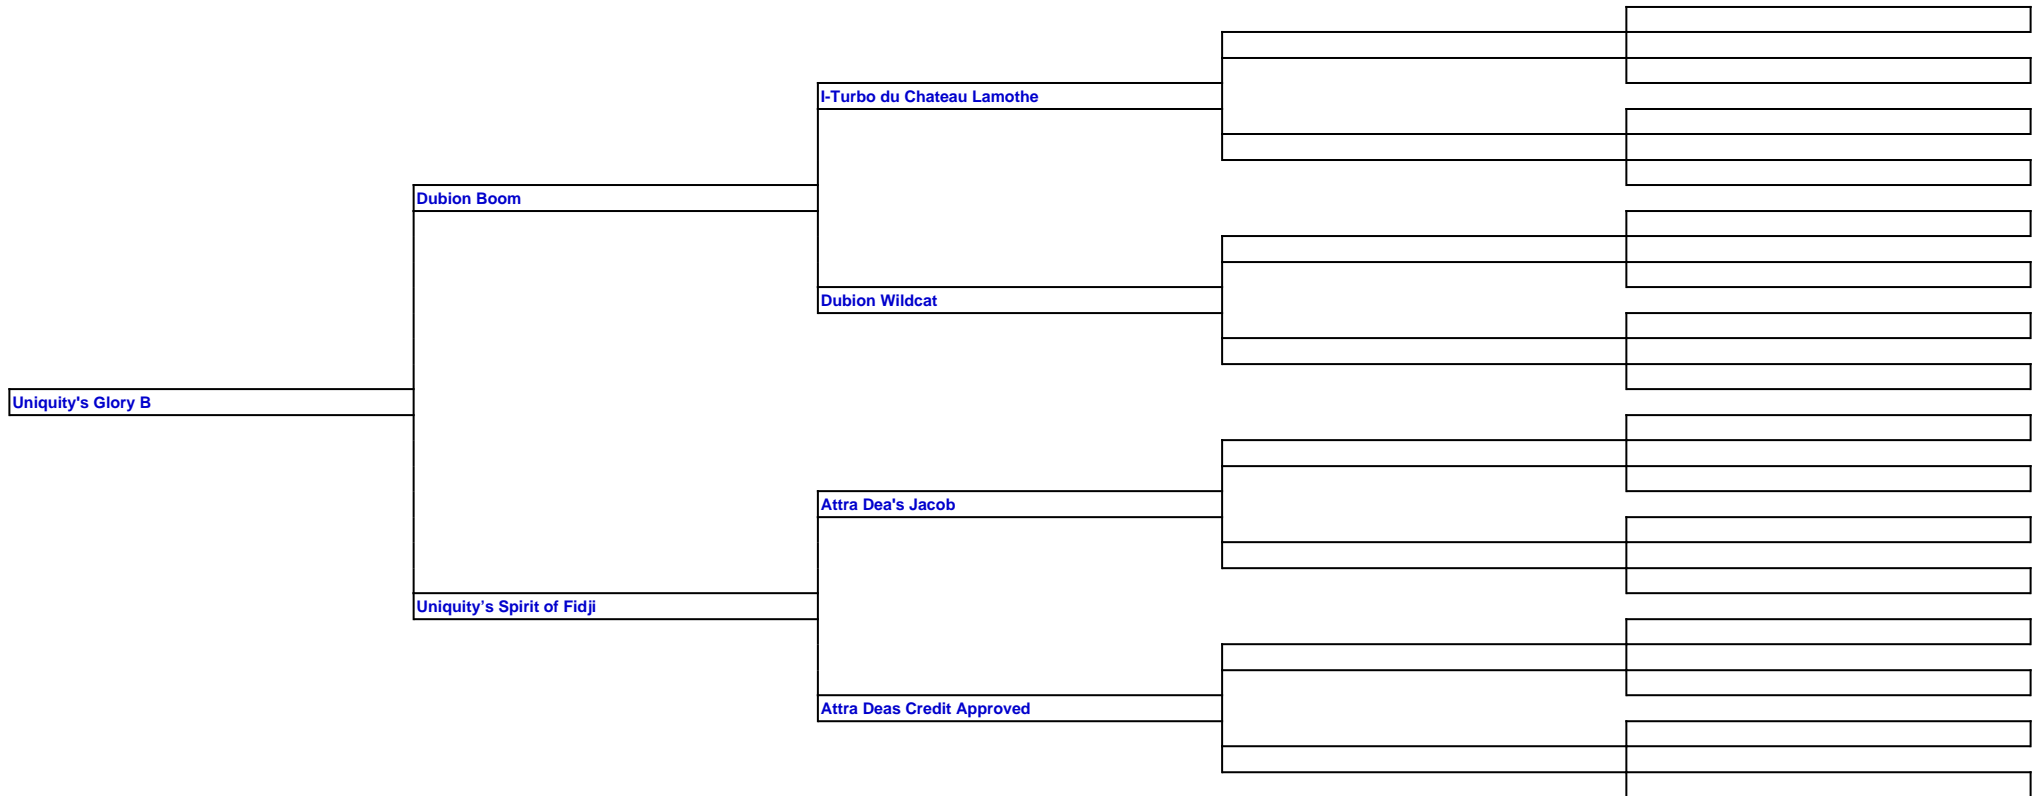 I-Turbo du Chateau Lamothe
Dubion Boom
Dubion Wildcat
Uniquity's Glory B
Attra Dea's Jacob
Uniquity’s Spirit of Fidji
Attra Deas Credit Approved